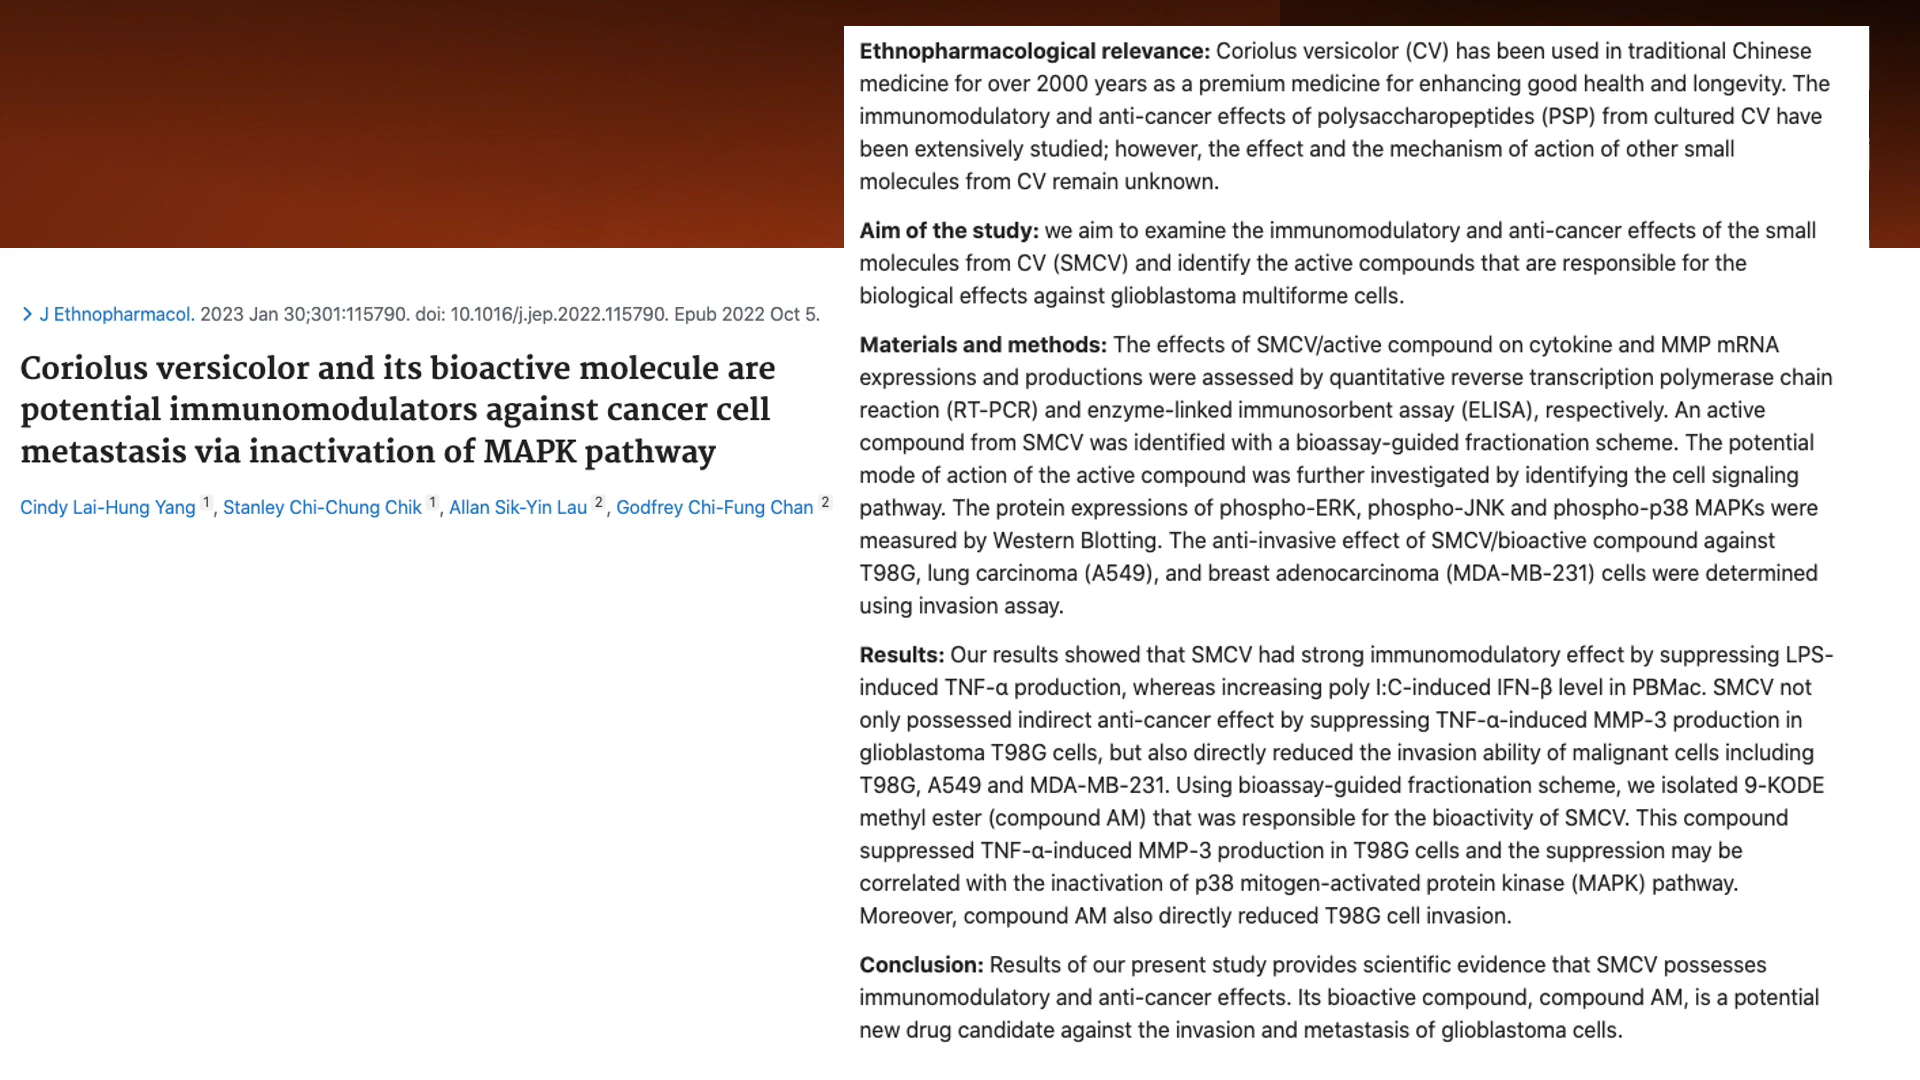 > J Ethnopharmacol. 2023 Jan 30;301:115790. doi: 10.1016/j.jep.2022.115790. Epub 2022 Oct 5.
Coriolus versicolor and its bioactive molecule are
potential immunomodulators against cancer cell
metastasis via inactivation of MAPK pathway
Cindy Lai-Hung Yang 1, Stanley Chi-Chung Chik 1, Allan Sik-Yin Lau 2, Godfrey Chi-Fung Chan 2
Ethnopharmacological relevance: Coriolus versicolor (CV) has been used in traditional Chinese
medicine for over 2000 years as a premium medicine for enhancing good health and longevity. The
immunomodulatory and anti-cancer effects of polysaccharopeptides (PSP) from cultured CV have
been extensively studied; however, the effect and the mechanism of action of other small
molecules from CV remain unknown.
Aim of the study: we aim to examine the immunomodulatory and anti-cancer effects of the small
molecules from CV (SMCV) and identify the active compounds that are responsible for the
biological effects against glioblastoma multiforme cells.
Materials and methods: The effects of SMCV/active compound on cytokine and MMP mRNA
expressions and productions were assessed by quantitative reverse transcription polymerase chain
reaction (RT-PCR) and enzyme-linked immunosorbent assay (ELISA), respectively. An active
compound from SMCV was identified with a bioassay-guided fractionation scheme. The potential
mode of action of the active compound was further investigated by identifying the cell signaling
pathway. The protein expressions of phospho-ERK, phospho-JNK and phospho-p38 MAPKs were
measured by Western Blotting. The anti-invasive effect of SMCV/bioactive compound against
T98G, lung carcinoma (A549), and breast adenocarcinoma (MDA-MB-231) cells were determined
using invasion assay.
Results: Our results showed that SMCV had strong immunomodulatory effect by suppressing LPS-
induced TNF-α production, whereas increasing poly I:C-induced IFN-β level in PBMac. SMCV not
only possessed indirect anti-cancer effect by suppressing TNF-α-induced MMP-3 production in
glioblastoma T98G cells, but also directly reduced the invasion ability of malignant cells including
T98G, A549 and MDA-MB-231. Using bioassay-guided fractionation scheme, we isolated 9-KODE
methyl ester (compound AM) that was responsible for the bioactivity of SMCV. This compound
suppressed TNF-α-induced MMP-3 production in T98G cells and the suppression may be
correlated with the inactivation of p38 mitogen-activated protein kinase (MAPK) pathway.
Moreover, compound AM also directly reduced T98G cell invasion.
Conclusion: Results of our present study provides scientific evidence that SMCV possesses
immunomodulatory and anti-cancer effects. Its bioactive compound, compound AM, is a potential
new drug candidate against the invasion and metastasis of glioblastoma cells.